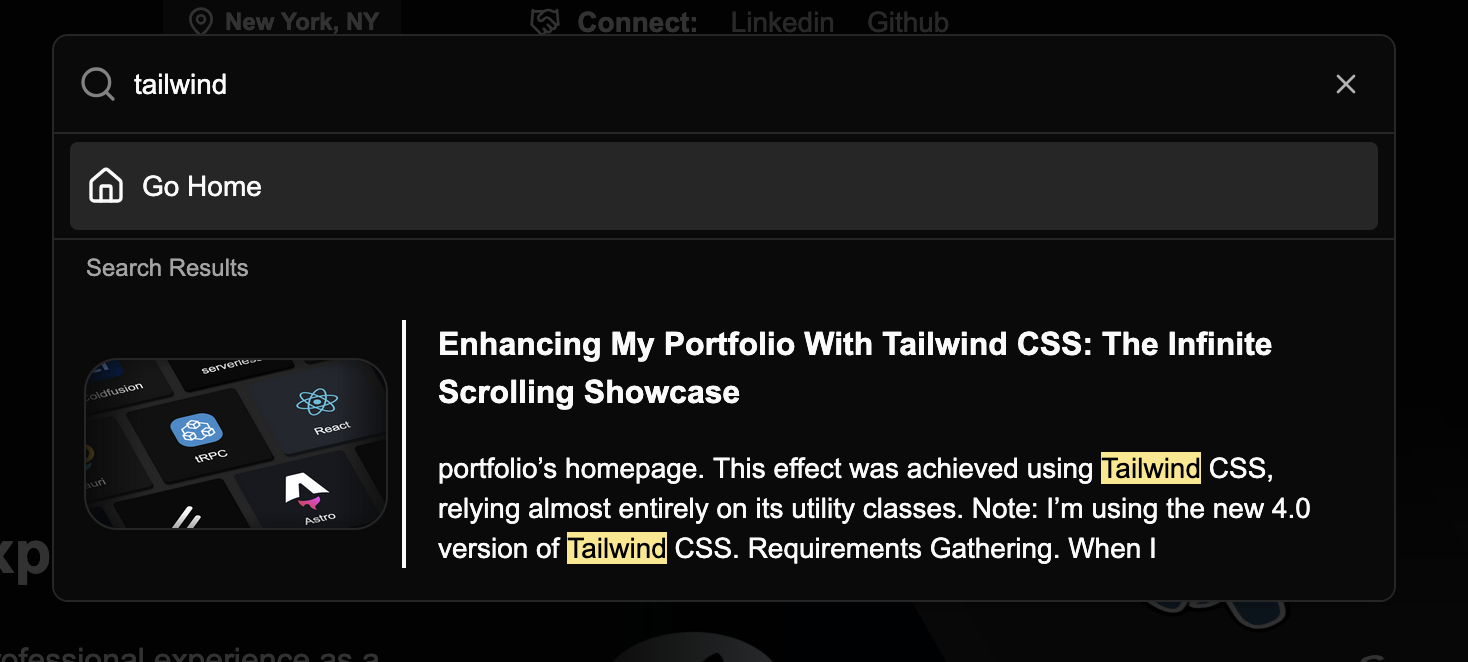 New York, NY
Connect: Linkedin Github
tailwind
Go Home
Search Results
Enhancing My Portfolio With Tailwind CSS: The Infinite
Scrolling Showcase
serverless
tRPC
React
Astro
portfolio’s homepage. This effect was achieved using Tailwind CSS,
relying almost entirely on its utility classes. Note: I’m using the new 4.0
version of Tailwind CSS. Requirements Gathering. When I
xp
rofessional experience as a